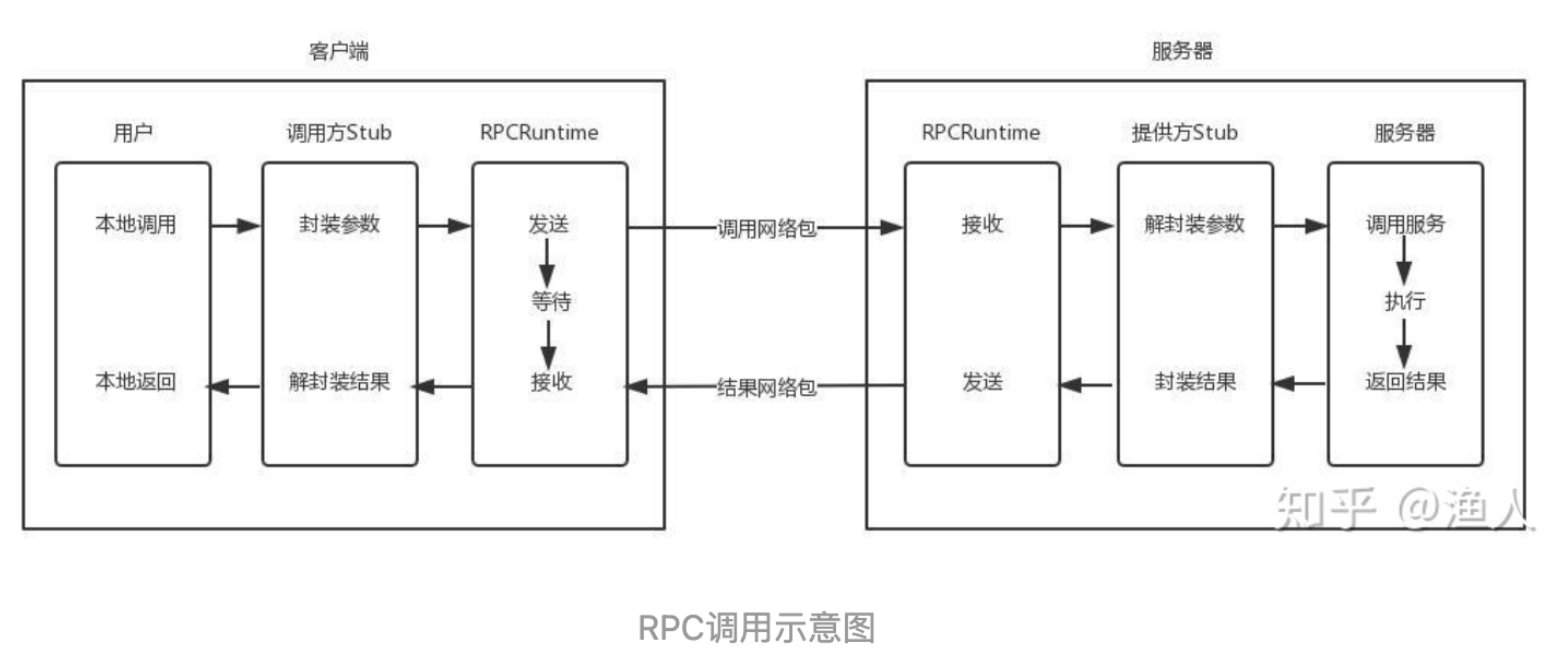 客户端 服务器
用户 调用方Stub RPCRuntime RPCRuntime 提供方Stub 服务器
本地调用 封装参数 发送 调用网络包 接收 解封装参数 调用服务
等待 执行
本地返回 解封装结果 接收 结果网络包 发送 封装结果 返回结果
知乎 @渔人
RPC调用示意图